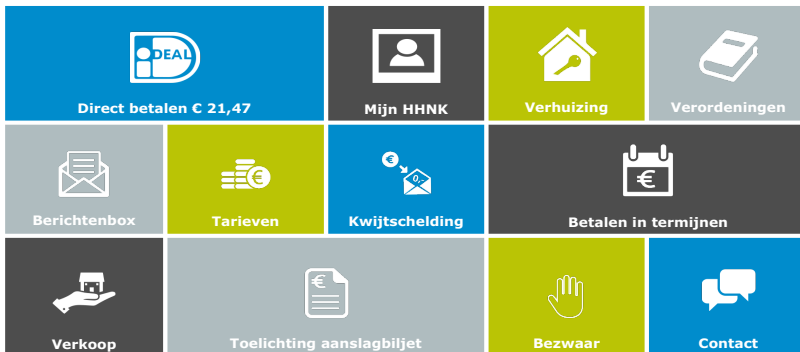 iDEAL
Direct betalen € 21,47
Mijn HHNK
Verhuizing
Verordeningen
€
0,-
€
€
Berichtenbox
Tarieven
Kwijtschelding
Betalen in termijnen
€
Verkoop
Toelichting aanslagbiljet
Bezwaar
Contact